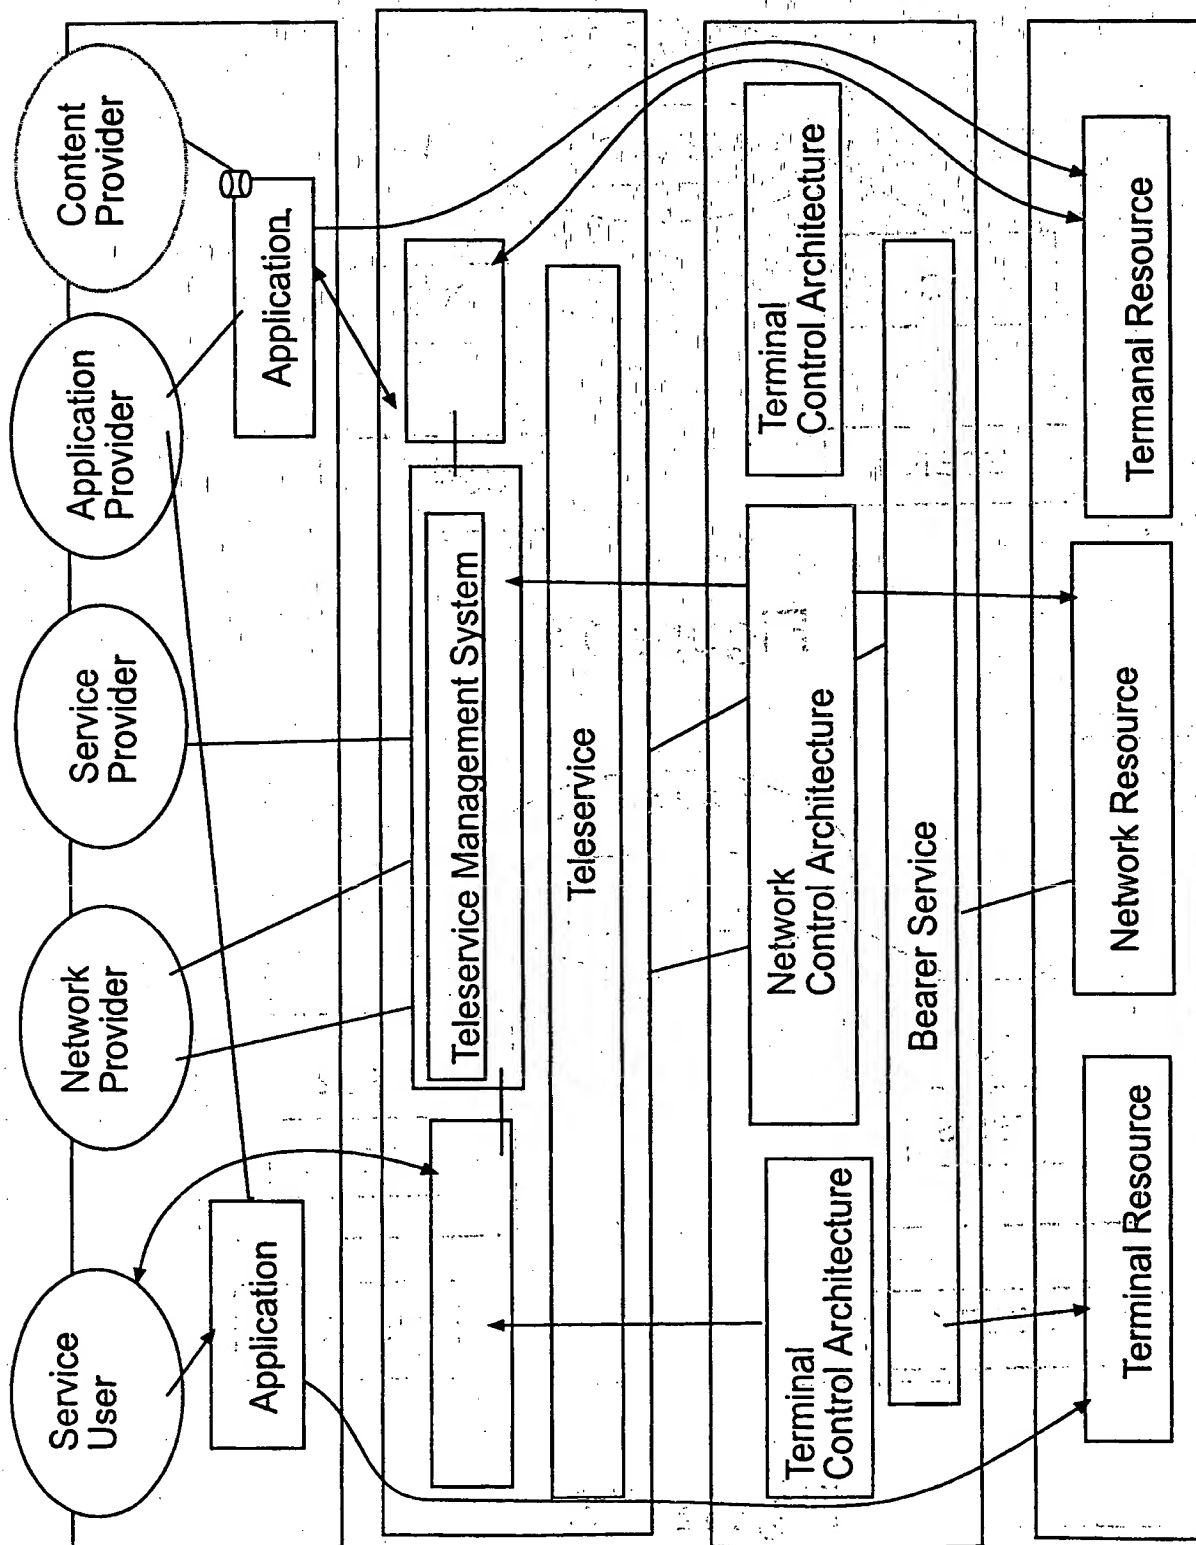 Service
User
Network
Provider
Service
Provider
Application
Provider
Content
Provider
Application
Application
Teleservice Management System
Teleservice
Terminal
Control Architecture
Network
Control Architecture
Terminal
Control Architecture
Bearer Service
Terminal Resource
Network Resource
Termanal Resource